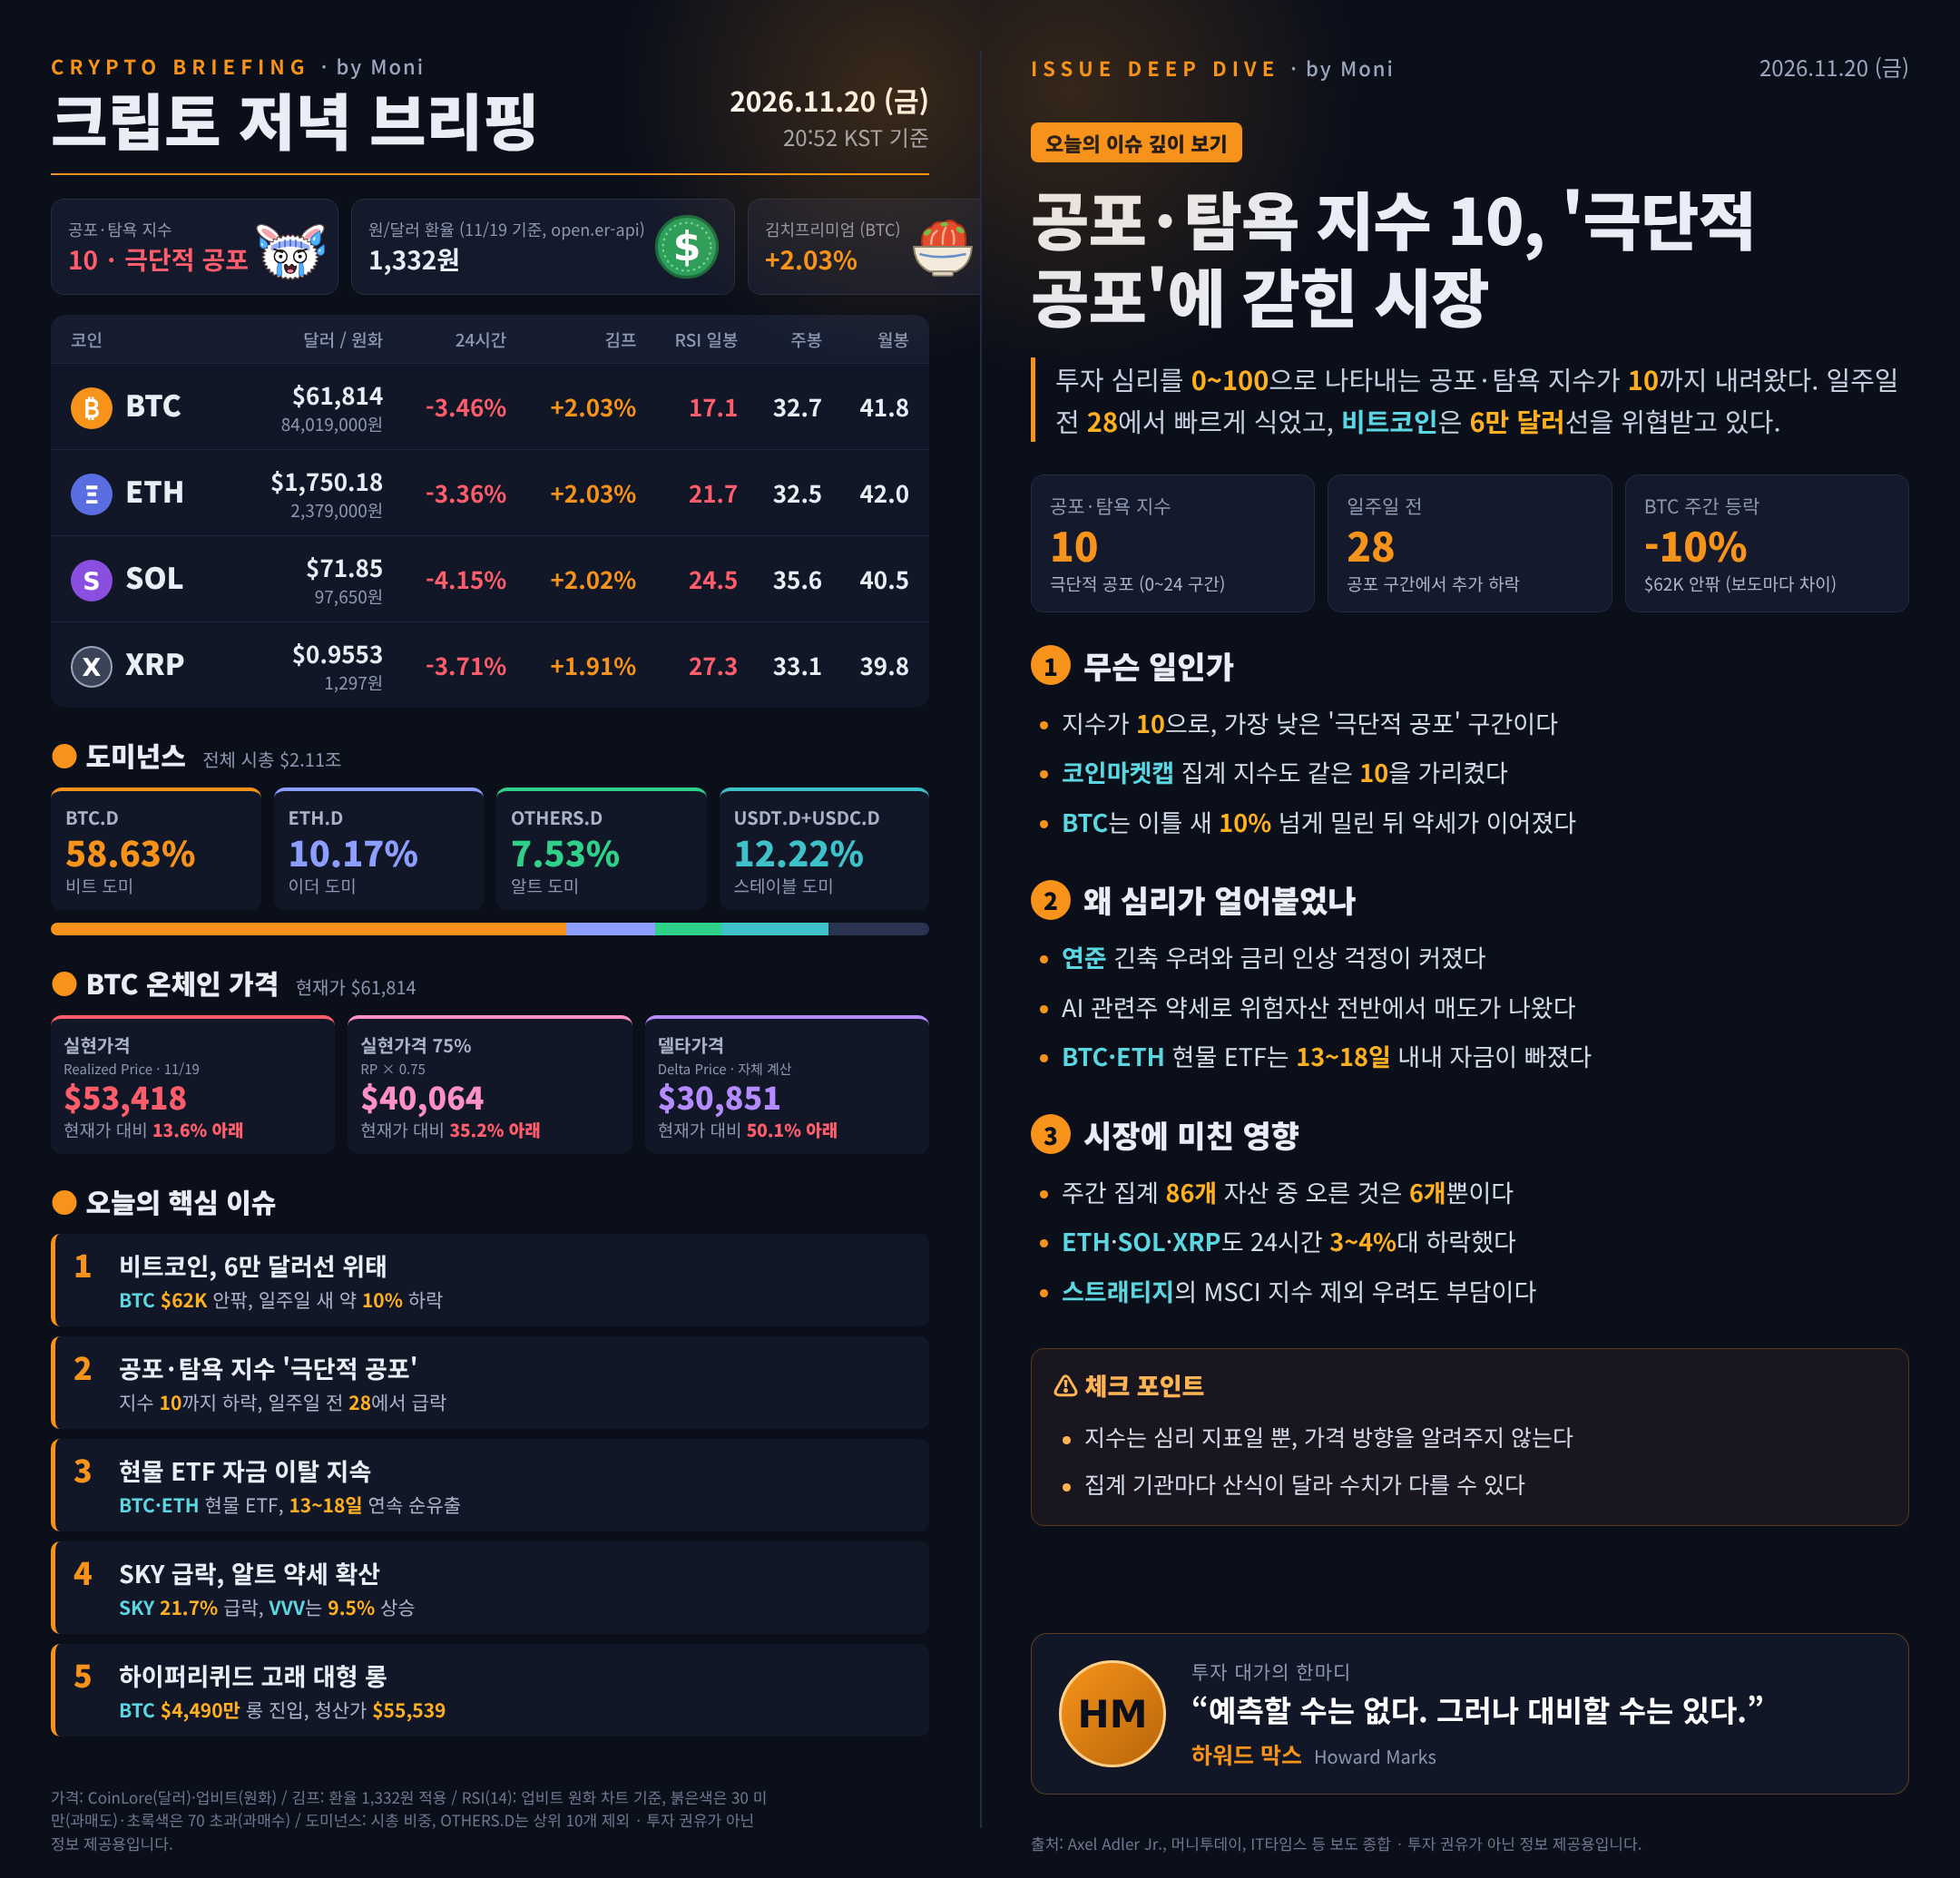 CRYPTO BRIEFING · by Moni
크립토 저녁 브리핑
2026.11.20 (금)
20:52 KST 기준
공포·탐욕 지수
10 · 극단적 공포
원/달러 환율 (11/19 기준, open.er-api)
1,332원
$
김치프리미엄 (BTC)
+2.03%
코인 달러 / 원화 24시간 김프 RSI 일봉 주봉 월봉
₿ BTC $61,814 -3.46% +2.03% 17.1 32.7 41.8
84,019,000원
Ξ ETH $1,750.18 -3.36% +2.03% 21.7 32.5 42.0
2,379,000원
S SOL $71.85 -4.15% +2.02% 24.5 35.6 40.5
97,650원
X XRP $0.9553 -3.71% +1.91% 27.3 33.1 39.8
1,297원
도미넌스 전체 시총 $2.11조
BTC.D
58.63%
비트 도미
ETH.D
10.17%
이더 도미
OTHERS.D
7.53%
알트 도미
USDT.D+USDC.D
12.22%
스테이블 도미
BTC 온체인 가격 현재가 $61,814
실현가격
Realized Price · 11/19
$53,418
현재가 대비 13.6% 아래
실현가격 75%
RP × 0.75
$40,064
현재가 대비 35.2% 아래
델타가격
Delta Price · 자체 계산
$30,851
현재가 대비 50.1% 아래
오늘의 핵심 이슈
1 비트코인, 6만 달러선 위태
BTC $62K 안팎, 일주일 새 약 10% 하락
2 공포·탐욕 지수 '극단적 공포'
지수 10까지 하락, 일주일 전 28에서 급락
3 현물 ETF 자금 이탈 지속
BTC·ETH 현물 ETF, 13~18일 연속 순유출
4 SKY 급락, 알트 약세 확산
SKY 21.7% 급락, VVV는 9.5% 상승
5 하이퍼리퀴드 고래 대형 롱
BTC $4,490만 롱 진입, 청산가 $55,539
가격: CoinLore(달러)·업비트(원화) / 김프: 환율 1,332원 적용 / RSI(14): 업비트 원화 차트 기준, 붉은색은 30 미
만(과매도)·초록색은 70 초과(과매수) / 도미넌스: 시총 비중, OTHERS.D는 상위 10개 제외 · 투자 권유가 아닌
정보 제공용입니다.
ISSUE DEEP DIVE · by Moni
2026.11.20 (금)
오늘의 이슈 깊이 보기
공포·탐욕 지수 10, '극단적
공포'에 갇힌 시장
투자 심리를 0~100으로 나타내는 공포·탐욕 지수가 10까지 내려왔다. 일주일
전 28에서 빠르게 식었고, 비트코인은 6만 달러선을 위협받고 있다.
공포·탐욕 지수
10
극단적 공포 (0~24 구간)
일주일 전
28
공포 구간에서 추가 하락
BTC 주간 등락
-10%
$62K 안팎 (보도마다 차이)
1 무슨 일인가
• 지수가 10으로, 가장 낮은 '극단적 공포' 구간이다
• 코인마켓캡 집계 지수도 같은 10을 가리켰다
• BTC는 이틀 새 10% 넘게 밀린 뒤 약세가 이어졌다
2 왜 심리가 얼어붙었나
• 연준 긴축 우려와 금리 인상 걱정이 커졌다
• AI 관련주 약세로 위험자산 전반에서 매도가 나왔다
• BTC·ETH 현물 ETF는 13~18일 내내 자금이 빠졌다
3 시장에 미친 영향
• 주간 집계 86개 자산 중 오른 것은 6개뿐이다
• ETH·SOL·XRP도 24시간 3~4%대 하락했다
• 스트래티지의 MSCI 지수 제외 우려도 부담이다
⚠ 체크 포인트
• 지수는 심리 지표일 뿐, 가격 방향을 알려주지 않는다
• 집계 기관마다 산식이 달라 수치가 다를 수 있다
HM
투자 대가의 한마디
“예측할 수는 없다. 그러나 대비할 수는 있다.”
하워드 막스 Howard Marks
출처: Axel Adler Jr., 머니투데이, IT타임스 등 보도 종합 · 투자 권유가 아닌 정보 제공용입니다.